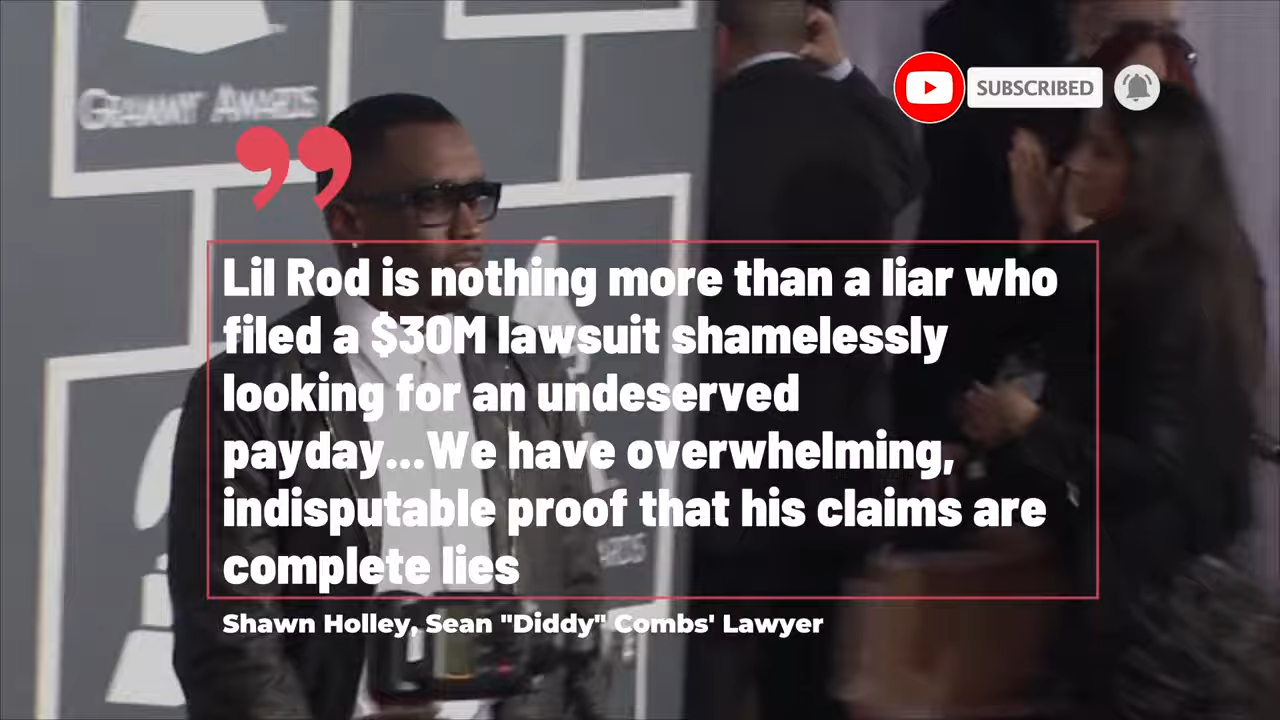 GRAMMY AWARDS
SUBSCRIBED
”
Lil Rod is nothing more than a liar who
filed a $30M lawsuit shamelessly
looking for an undeserved
payday...We have overwhelming,
indisputable proof that his claims are
complete lies
Shawn Holley, Sean "Diddy" Combs' Lawyer